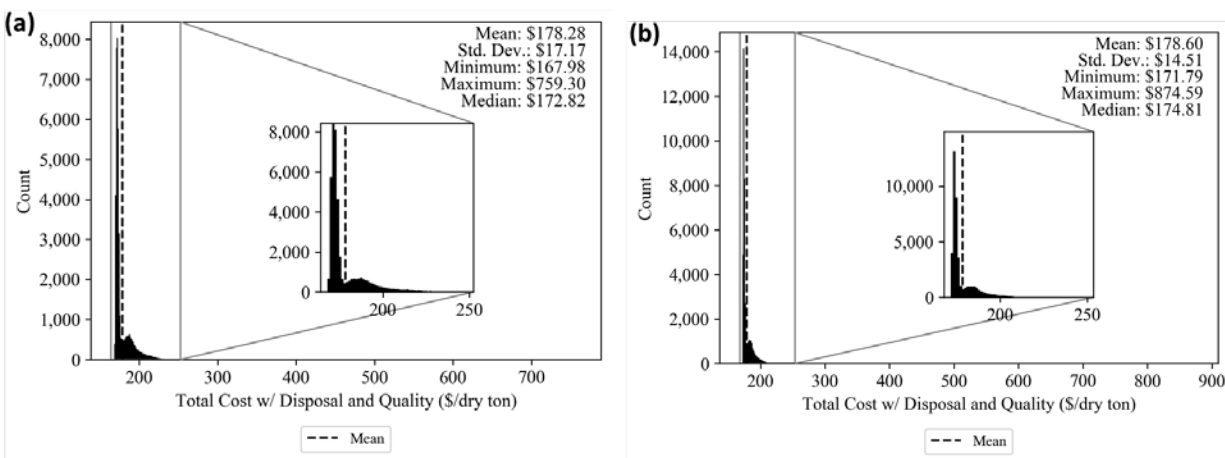 (a)
Mean: $178.28
Std. Dev.: $17.17
Minimum: $167.98
Maximum: $759.30
Median: $172.82
8,000
7,000
6,000
5,000
4,000
3,000
2,000
1,000
0
Count
8,000
6,000
4,000
2,000
0
200 250
200 300 400 500 600 700
Total Cost w/ Disposal and Quality ($/dry ton)
Mean
(b)
Mean: $178.60
Std. Dev.: $14.51
Minimum: $171.79
Maximum: $874.59
Median: $174.81
14,000
12,000
10,000
8,000
6,000
4,000
2,000
0
Count
10,000
5,000
0
200 250
200 300 400 500 600 700 800 900
Total Cost w/ Disposal and Quality ($/dry ton)
Mean